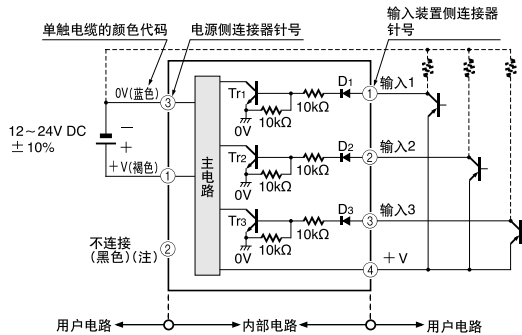 单触电缆的颜色代码
电源侧连接器针号
输入装置侧连接器
针号
0V(蓝色)
③
12～24V DC
±10%
－
＋
＋V(褐色)
①
不连接
(黑色)(注)
②
主电路
Tr1
10kΩ
10kΩ
0V
D1
①
输入1
Tr2
10kΩ
10kΩ
0V
D2
②
输入2
Tr3
10kΩ
10kΩ
0V
D3
③
输入3
④
＋V
用户电路
内部电路
用户电路